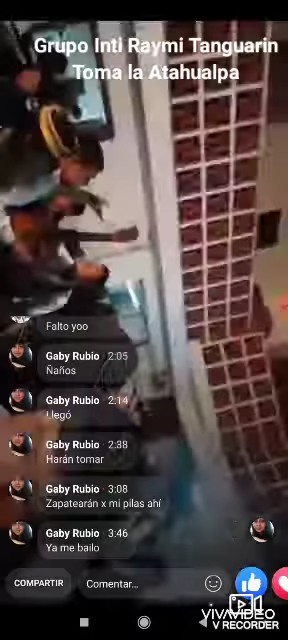 Grupo Inti Raymi Tanguarin
Toma la Atahualpa
Falto yoo
Gaby Rubio · 2:05
Ñaños
Gaby Rubio · 2:14
Llegó
Gaby Rubio · 2:38
Harán tomar
Gaby Rubio · 3:08
Zapatearán x mi pilas ahí
Gaby Rubio · 3:46
Ya me bailo
COMPARTIR
Comentar...
VIVAVIDEO
V RECORDER